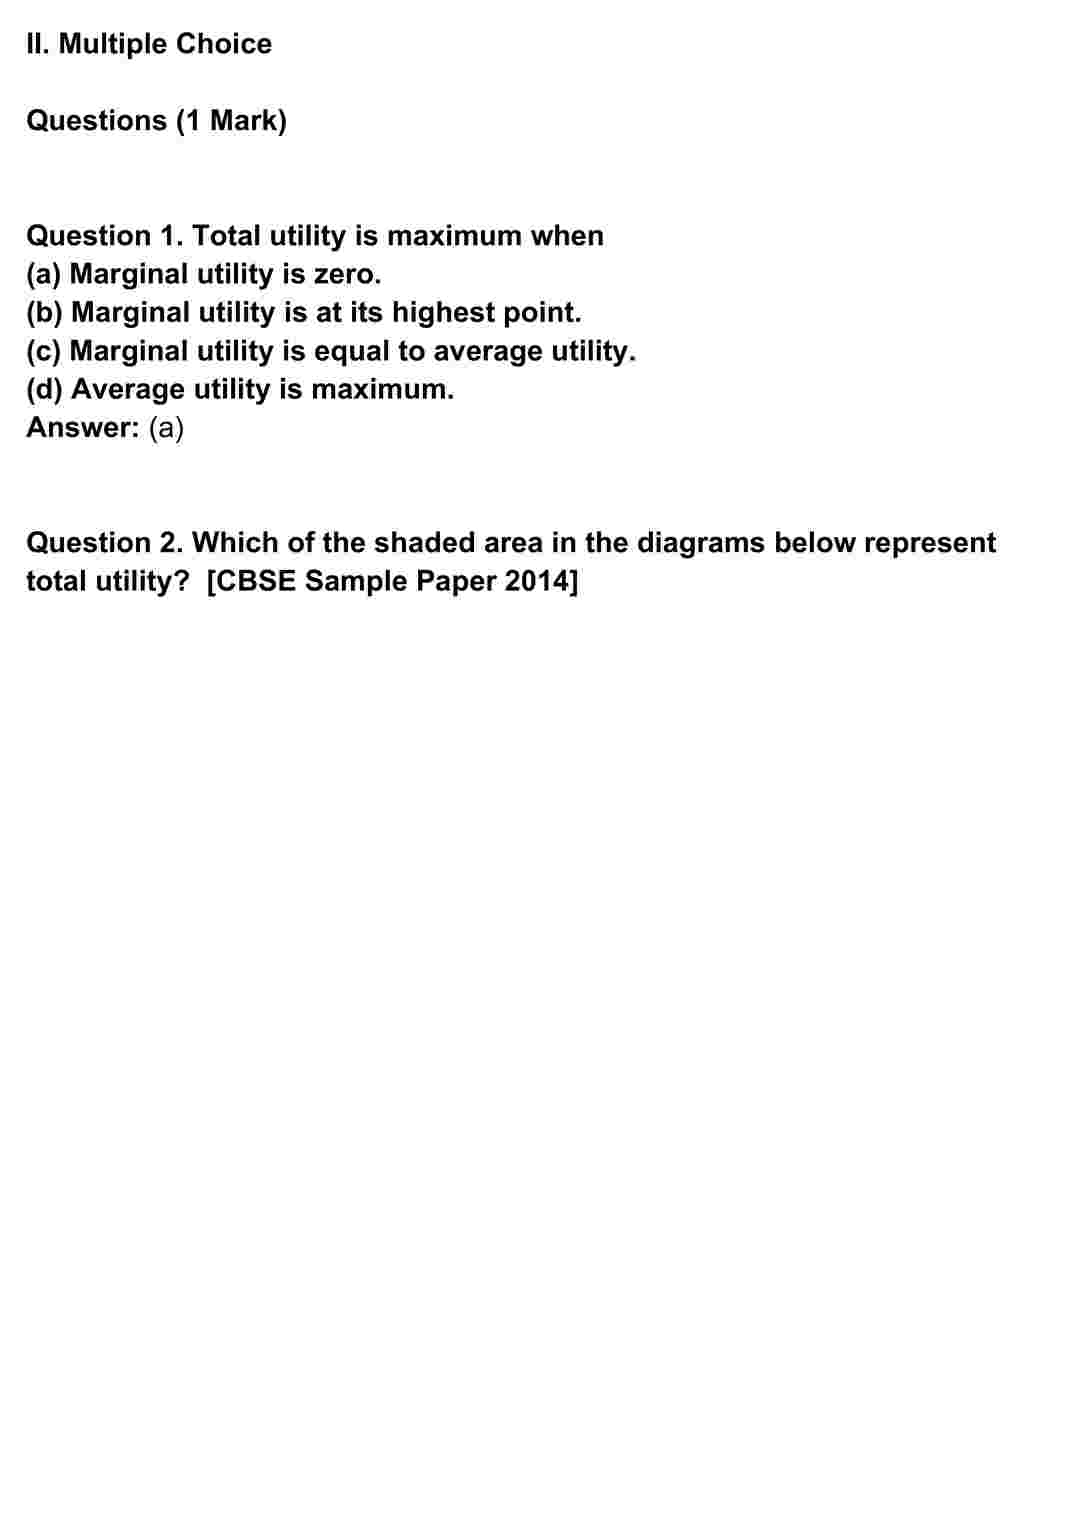 II. Multiple Choice
Questions (1 Mark)
Question 1. Total utility is maximum when
(a) Marginal utility is zero.
(b) Marginal utility is at its highest point.
(c) Marginal utility is equal to average utility.
(d) Average utility is maximum.
Answer: (a)
Question 2. Which of the shaded area in the diagrams below represent
total utility?  [CBSE Sample Paper 2014]